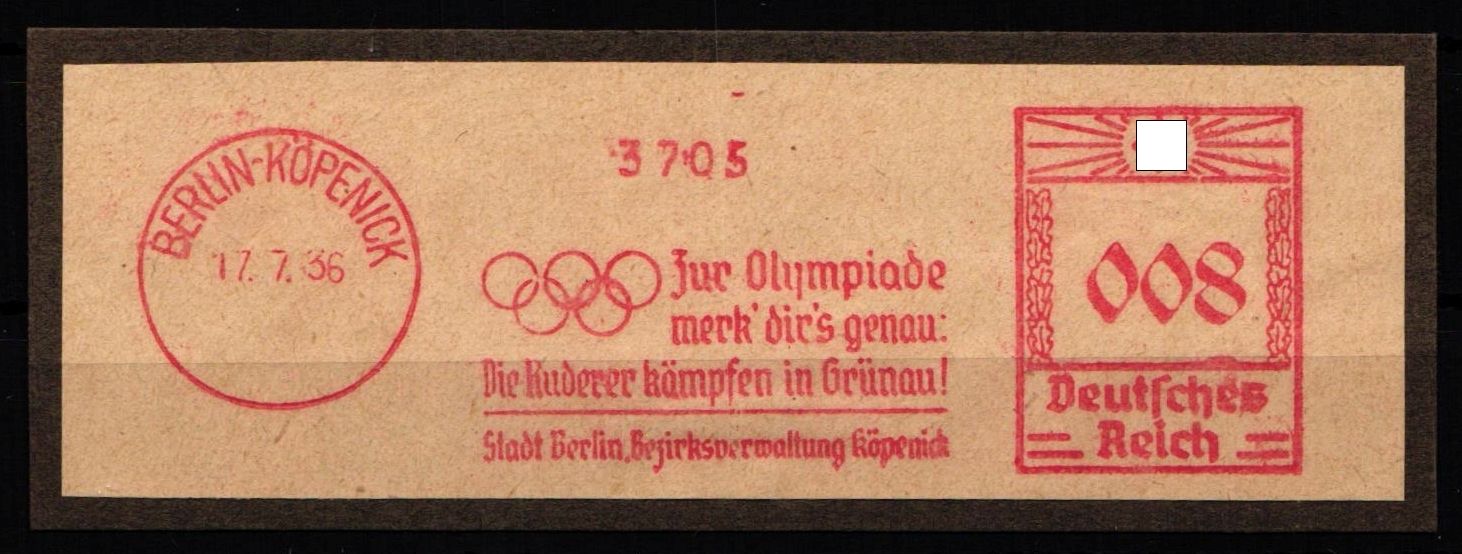 BERLIN-KÖPENICK
17. 7. 36
3705
Zur Olympiade
merk' dir's genau:
Die Ruderer kämpfen in Grünau!
Stadt Berlin, Bezirksverwaltung Köpenick
008
Deutsches
Reich